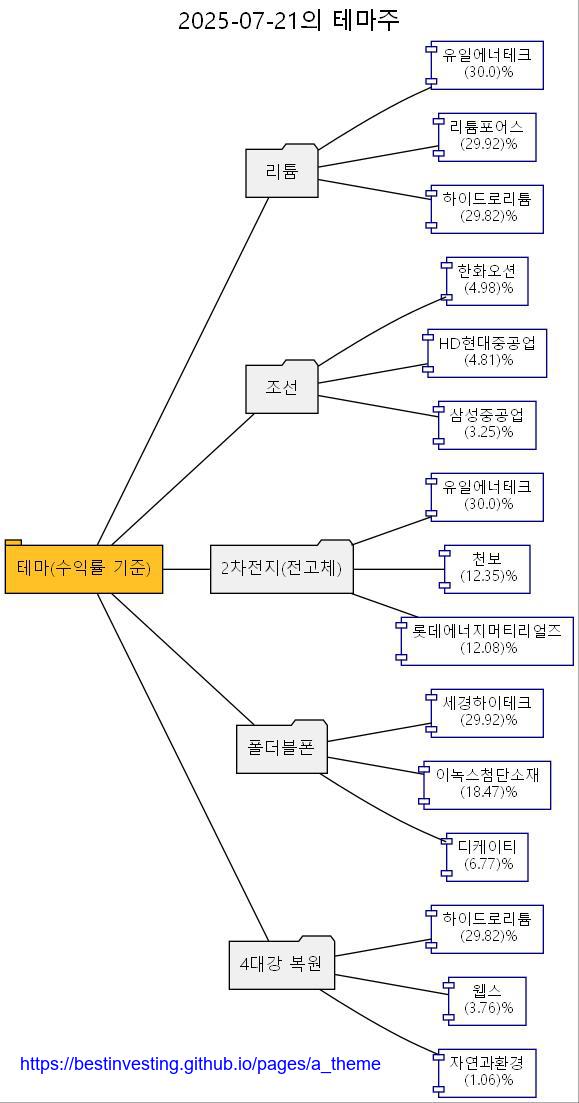 2025-07-21의 테마주
유일에너테크
(30.0)%
리튬포어스
(29.92)%
리튬
하이드로리튬
(29.82)%
한화오션
(4.98)%
HD현대중공업
(4.81)%
조선
삼성중공업
(3.25)%
유일에너테크
(30.0)%
테마(수익률 기준)
2차전지(전고체)
천보
(12.35)%
롯데에너지머티리얼즈
(12.08)%
세경하이테크
(29.92)%
폴더블폰
이녹스첨단소재
(18.47)%
디케이티
(6.77)%
하이드로리튬
(29.82)%
4대강 복원
웹스
(3.76)%
자연과환경
(1.06)%
https://bestinvesting.github.io/pages/a_theme